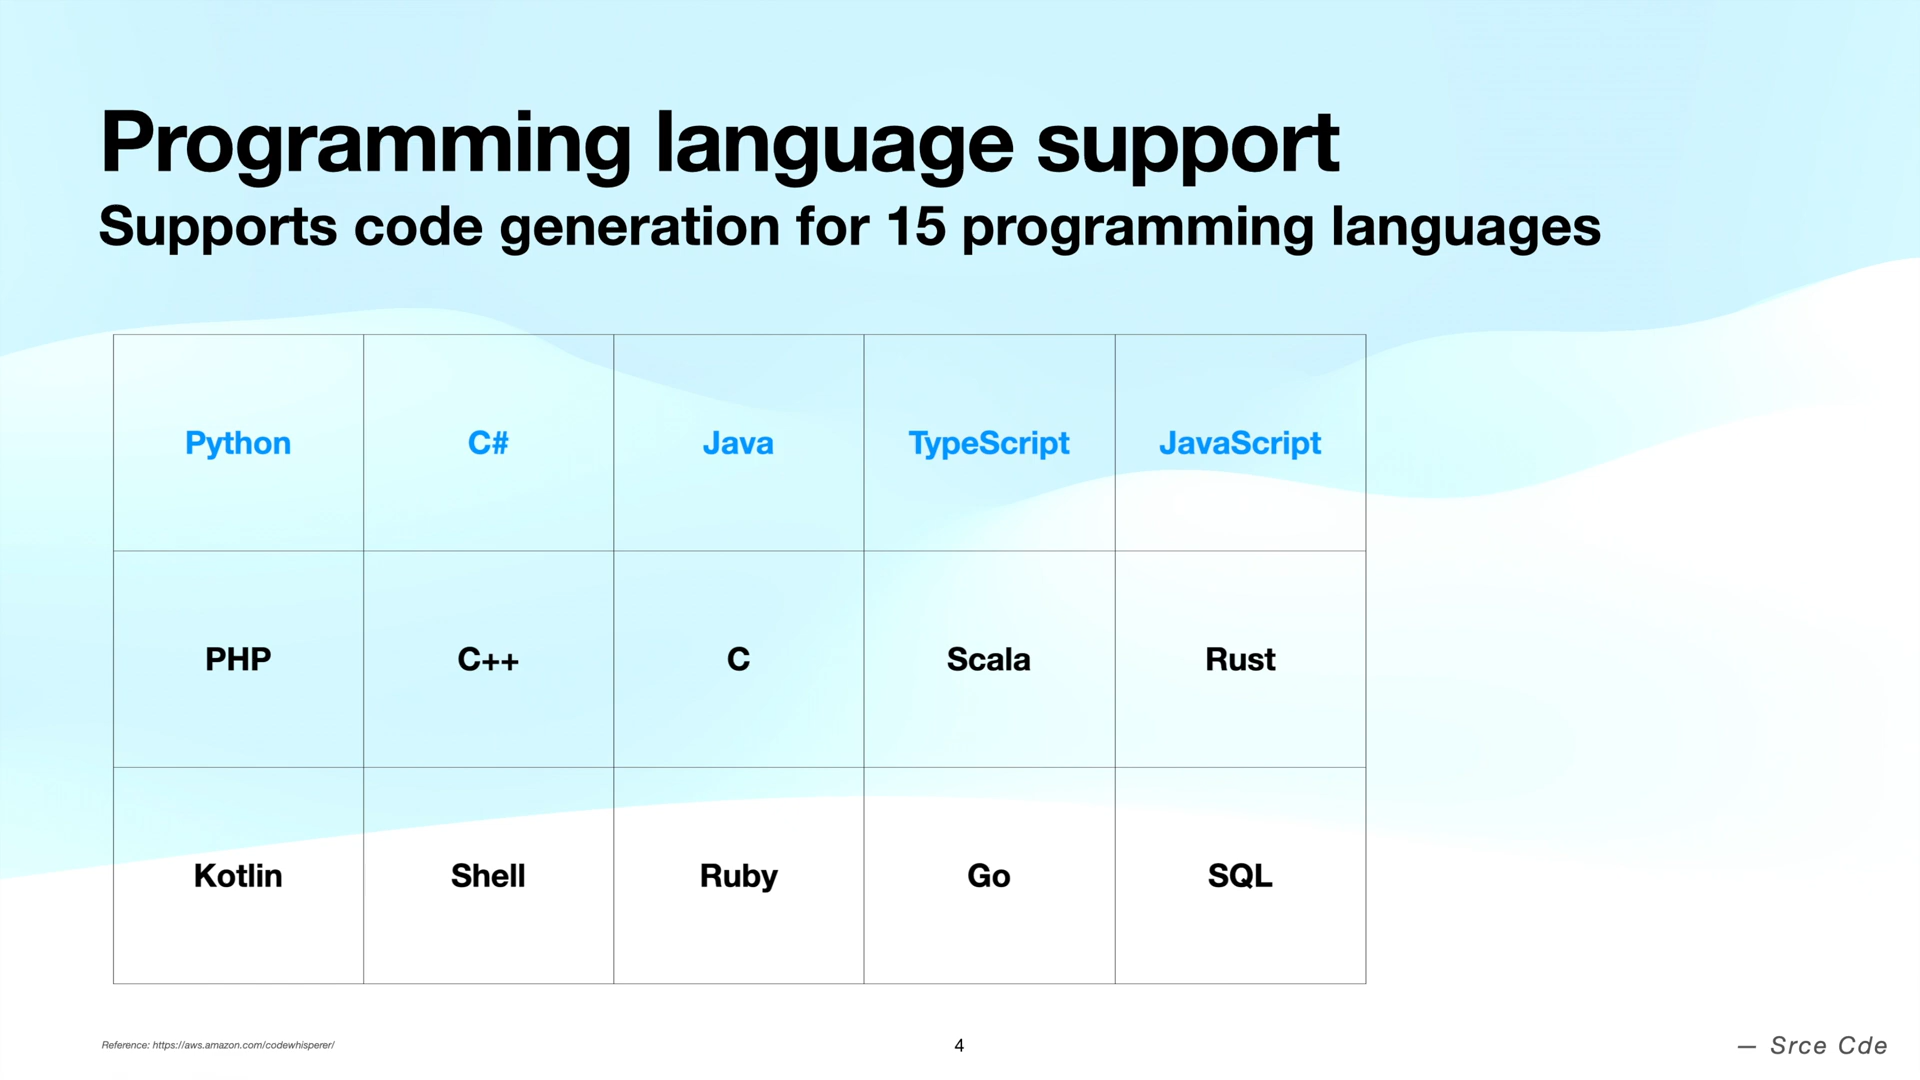 Programming language support
Supports code generation for 15 programming languages
Python C# Java TypeScript JavaScript
PHP C++ C Scala Rust
Kotlin Shell Ruby Go SQL
Reference: https://aws.amazon.com/codewhisperer/
4
— Srce Cde